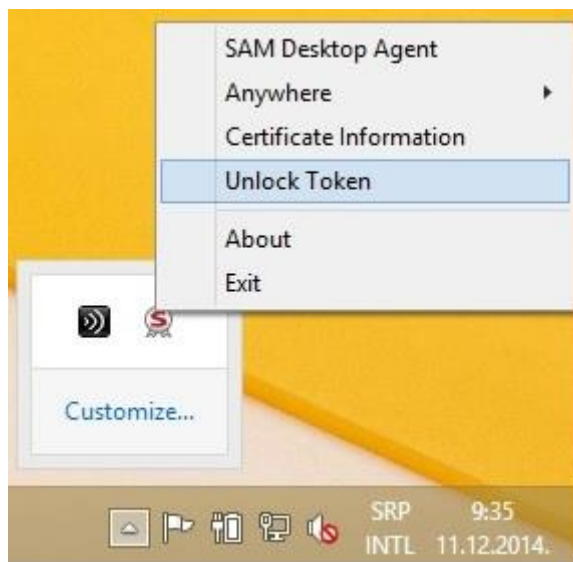 SAM Desktop Agent
Anywhere
Certificate Information
Unlock Token
About
Exit
S
Customize...
SRP 9:35
INTL 11.12.2014.